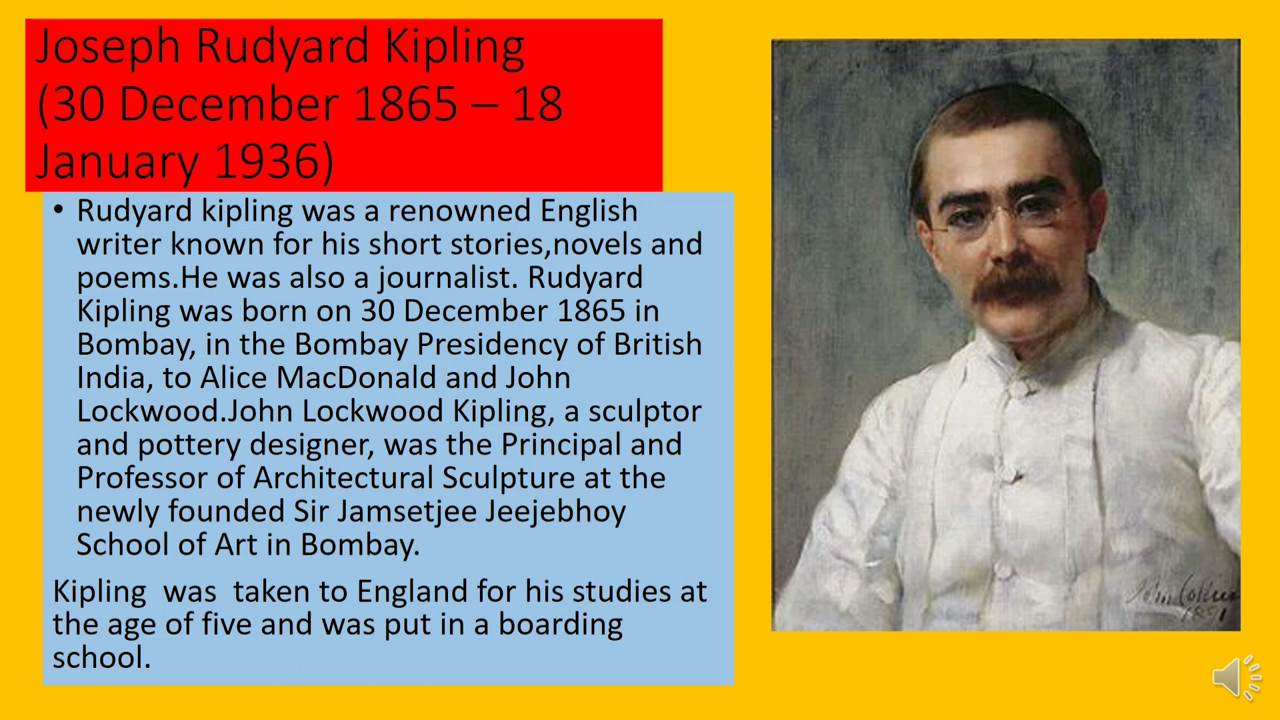 Joseph Rudyard Kipling
(30 December 1865 – 18
January 1936)
• Rudyard kipling was a renowned English
writer known for his short stories,novels and
poems.He was also a journalist. Rudyard
Kipling was born on 30 December 1865 in
Bombay, in the Bombay Presidency of British
India, to Alice MacDonald and John
Lockwood.John Lockwood Kipling, a sculptor
and pottery designer, was the Principal and
Professor of Architectural Sculpture at the
newly founded Sir Jamsetjee Jeejebhoy
School of Art in Bombay.
Kipling was taken to England for his studies at
the age of five and was put in a boarding
school.
John Collier
1891